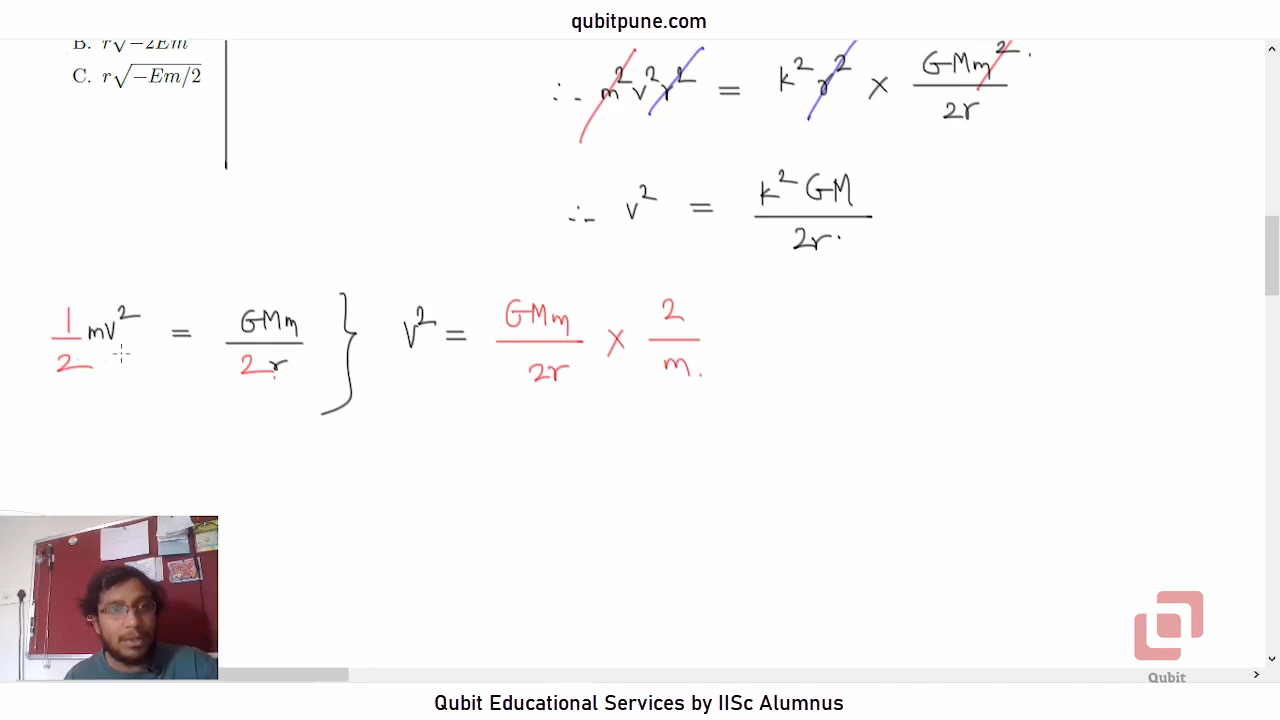 qubitpune.com
B. r√−2Em
C. r√−Em/2
∴ m²v²r² = k²r² × GMm²/2r
∴ v² = k²GM/2r
1/2 mv² = GMm/2r } v² = GMm/2r × 2/m
Qubit
Qubit Educational Services by IISc Alumnus